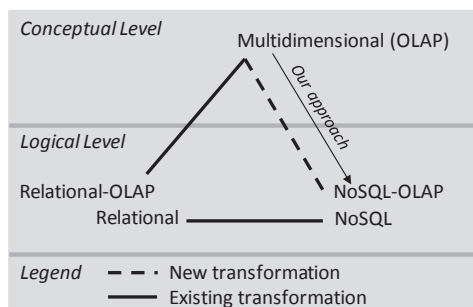 Conceptual Level
Multidimensional (OLAP)
Our approach
Logical Level
Relational-OLAP
NoSQL-OLAP
Relational
NoSQL
Legend
New transformation
Existing transformation